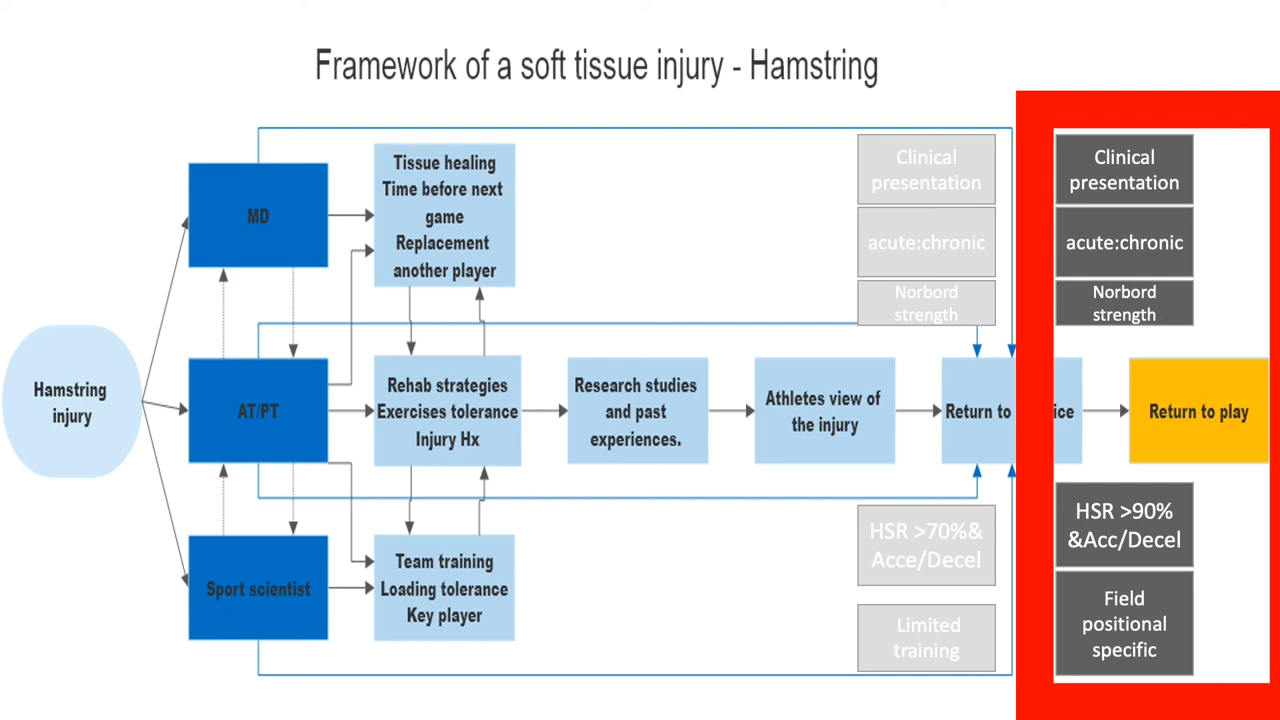 Framework of a soft tissue injury - Hamstring
Hamstring
injury
MD
AT/PT
Sport scientist
Tissue healing
Time before next
game
Replacement
another player
Rehab strategies
Exercises tolerance
Injury Hx
Team training
Loading tolerance
Key player
Research studies
and past
experiences.
Athletes view of
the injury
Clinical
presentation
acute:chronic
Norbord
strength
Return to
ice
HSR >70%&
Acce/Decel
Limited
training
Clinical
presentation
acute:chronic
Norbord
strength
Return to play
HSR >90%
&Acc/Decel
Field
positional
specific